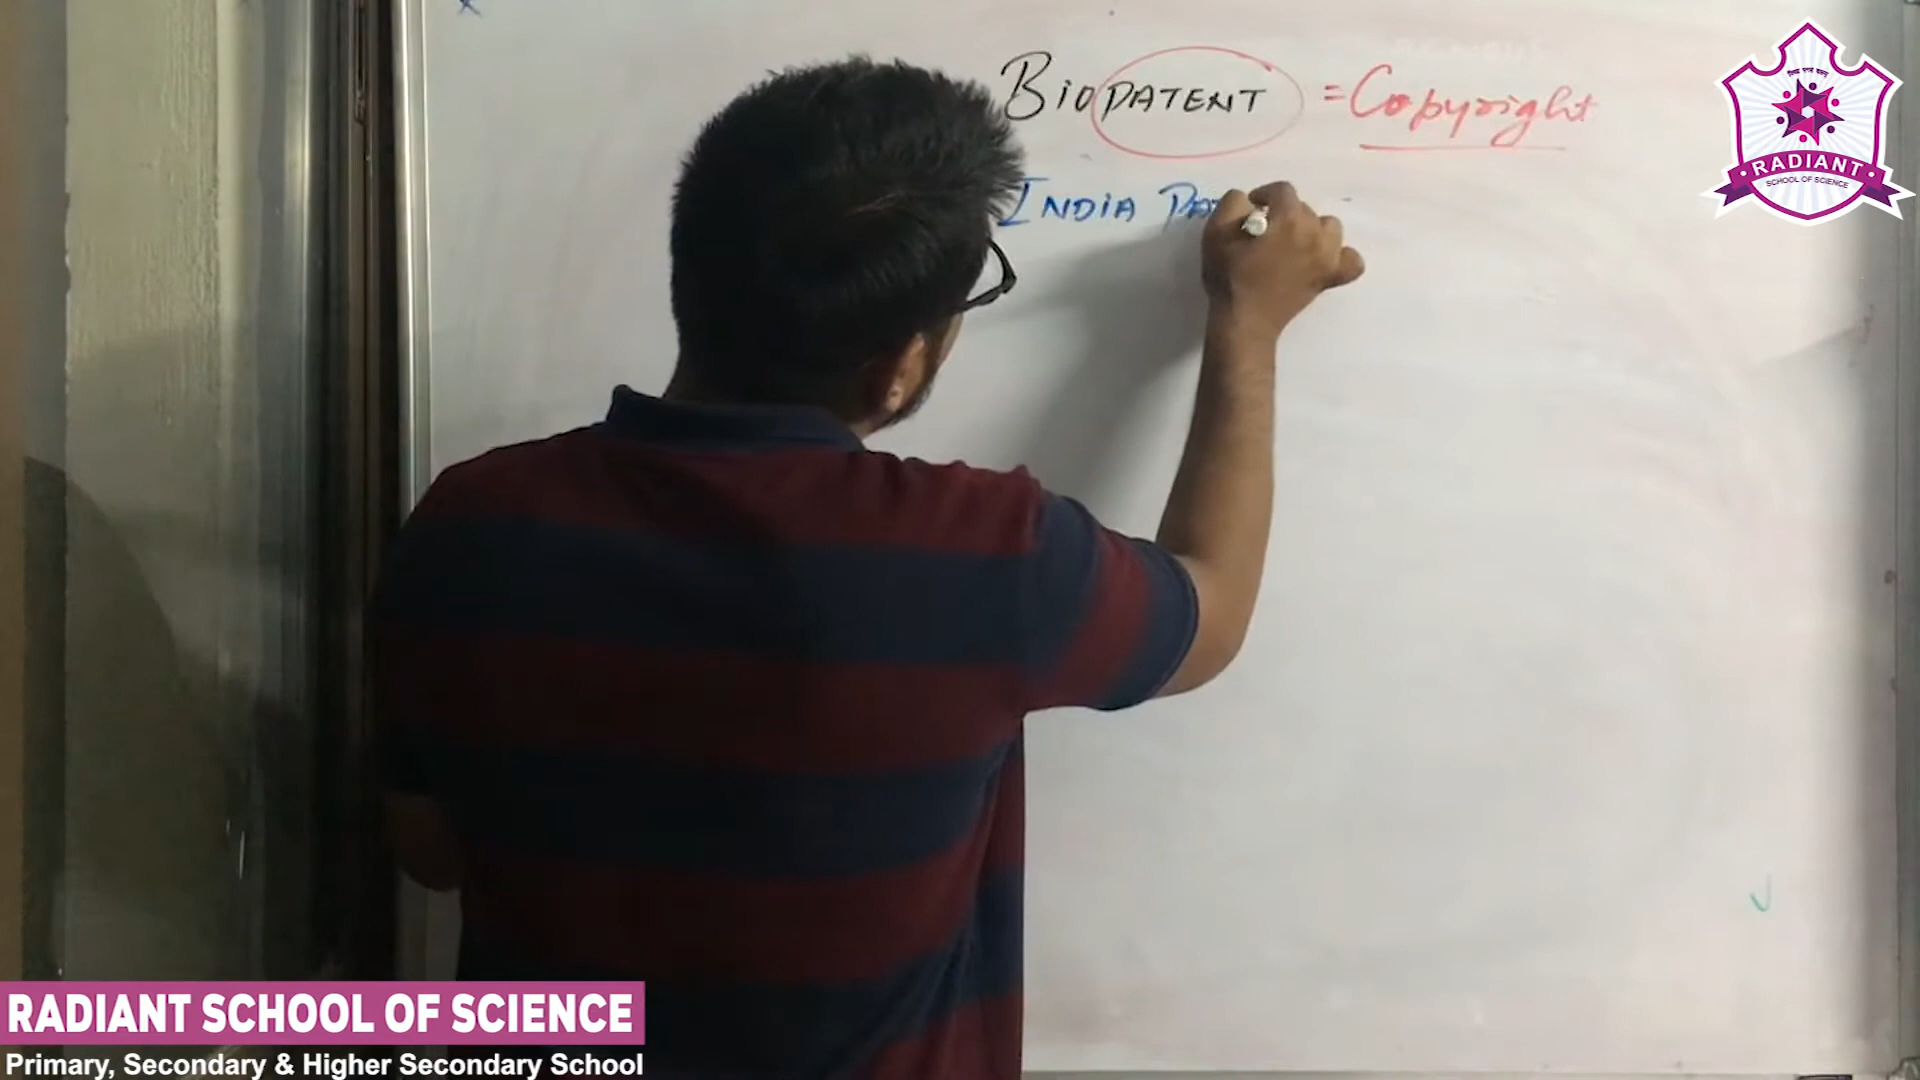 BioPATENT = Copyright
INDIA
RADIANT
SCHOOL OF SCIENCE
RADIANT SCHOOL OF SCIENCE
Primary, Secondary & Higher Secondary School